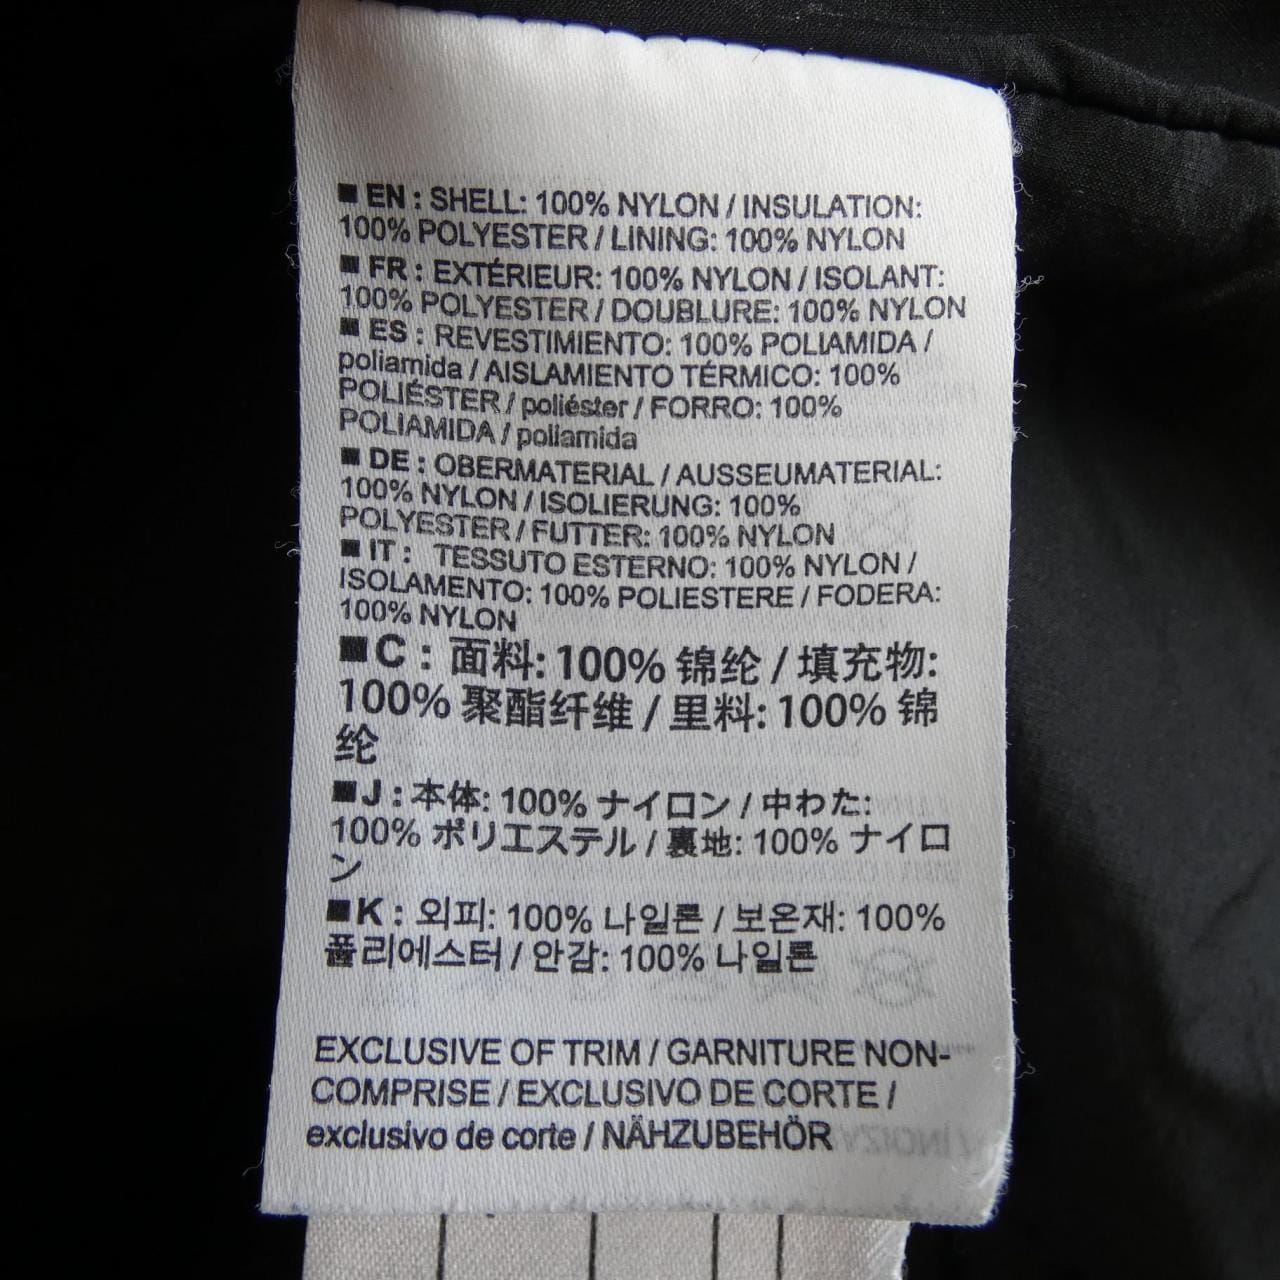 ■ EN : SHELL: 100% NYLON / INSULATION:
100% POLYESTER / LINING: 100% NYLON
■ FR : EXTÉRIEUR: 100% NYLON / ISOLANT:
100% POLYESTER / DOUBLURE: 100% NYLON
■ ES : REVESTIMIENTO: 100% POLIAMIDA /
poliamida / AISLAMIENTO TÉRMICO: 100%
POLIÉSTER / poliéster / FORRO: 100%
POLIAMIDA / poliamida
■ DE : OBERMATERIAL / AUSSEUMATERIAL:
100% NYLON / ISOLIERUNG: 100%
POLYESTER / FUTTER: 100% NYLON
■ IT : TESSUTO ESTERNO: 100% NYLON /
ISOLAMENTO: 100% POLIESTERE / FODERA:
100% NYLON
■ C : 面料: 100% 锦纶 / 填充物:
100% 聚酯纤维 / 里料: 100% 锦
纶
■ J : 本体: 100% ナイロン / 中わた:
100% ポリエステル / 裏地: 100% ナイロ
ン
■ K : 외피: 100% 나일론 / 보온재: 100%
폴리에스터 / 안감: 100% 나일론
EXCLUSIVE OF TRIM / GARNITURE NON-
COMPRISE / EXCLUSIVO DE CORTE /
exclusivo de corte / NÄHZUBEHÖR